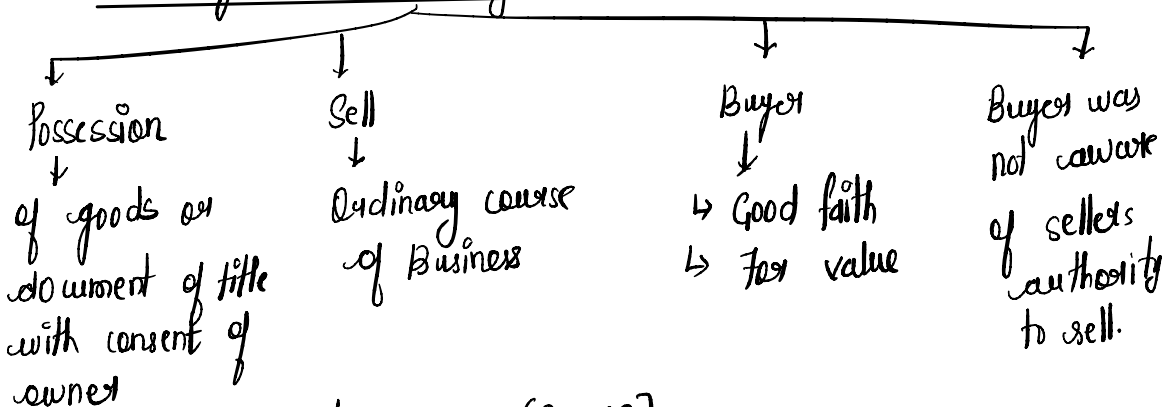 Possession
of goods or
document of title
with consent of
owner
Sell
Ordinary course
of Business
Buyer
↳ Good faith
↳ For value
Buyer was
not aware
of sellers
authority
to sell.